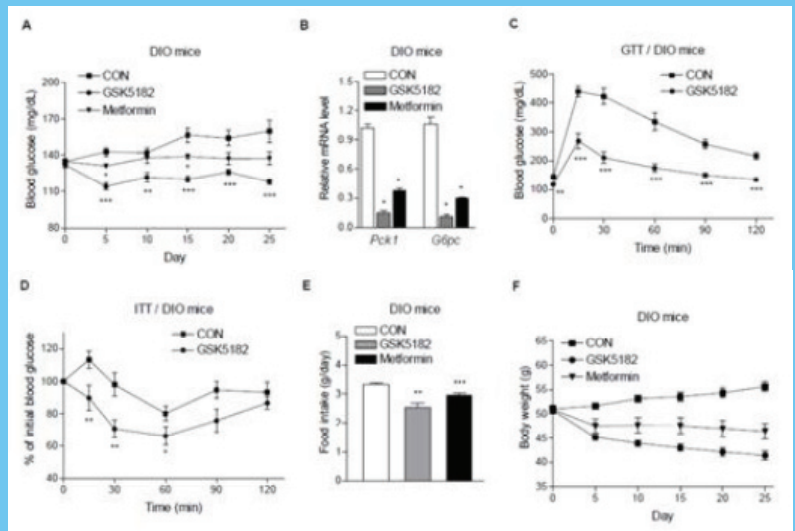 A
DIO mice
CON
GSK5182
Metformin
Blood glucose (mg/dL)
200
170
140
110
80
*
*
***
**
***
***
***
0 5 10 15 20 25
Day
B
DIO mice
CON
GSK5182
Metformin
Relative mRNA level
1.5
1.2
0.9
0.6
0.3
0.0
* * * *
Pck1 G6pc
C
GTT / DIO mice
CON
GSK5182
Blood glucose (mg/dL)
500
400
300
200
100
0
** *** *** *** *** ***
0 30 60 90 120
Time (min)
D
ITT / DIO mice
CON
GSK5182
% of initial blood glucose
120
100
80
60
40
** ** *
0 30 60 90 120
Time (min)
E
DIO mice
CON
GSK5182
Metformin
Food intake (g/day)
5
4
3
2
1
0
** ***
F
DIO mice
CON
GSK5182
Metformin
Body weight (g)
65
60
55
50
45
40
35
0 5 10 15 20 25
Day